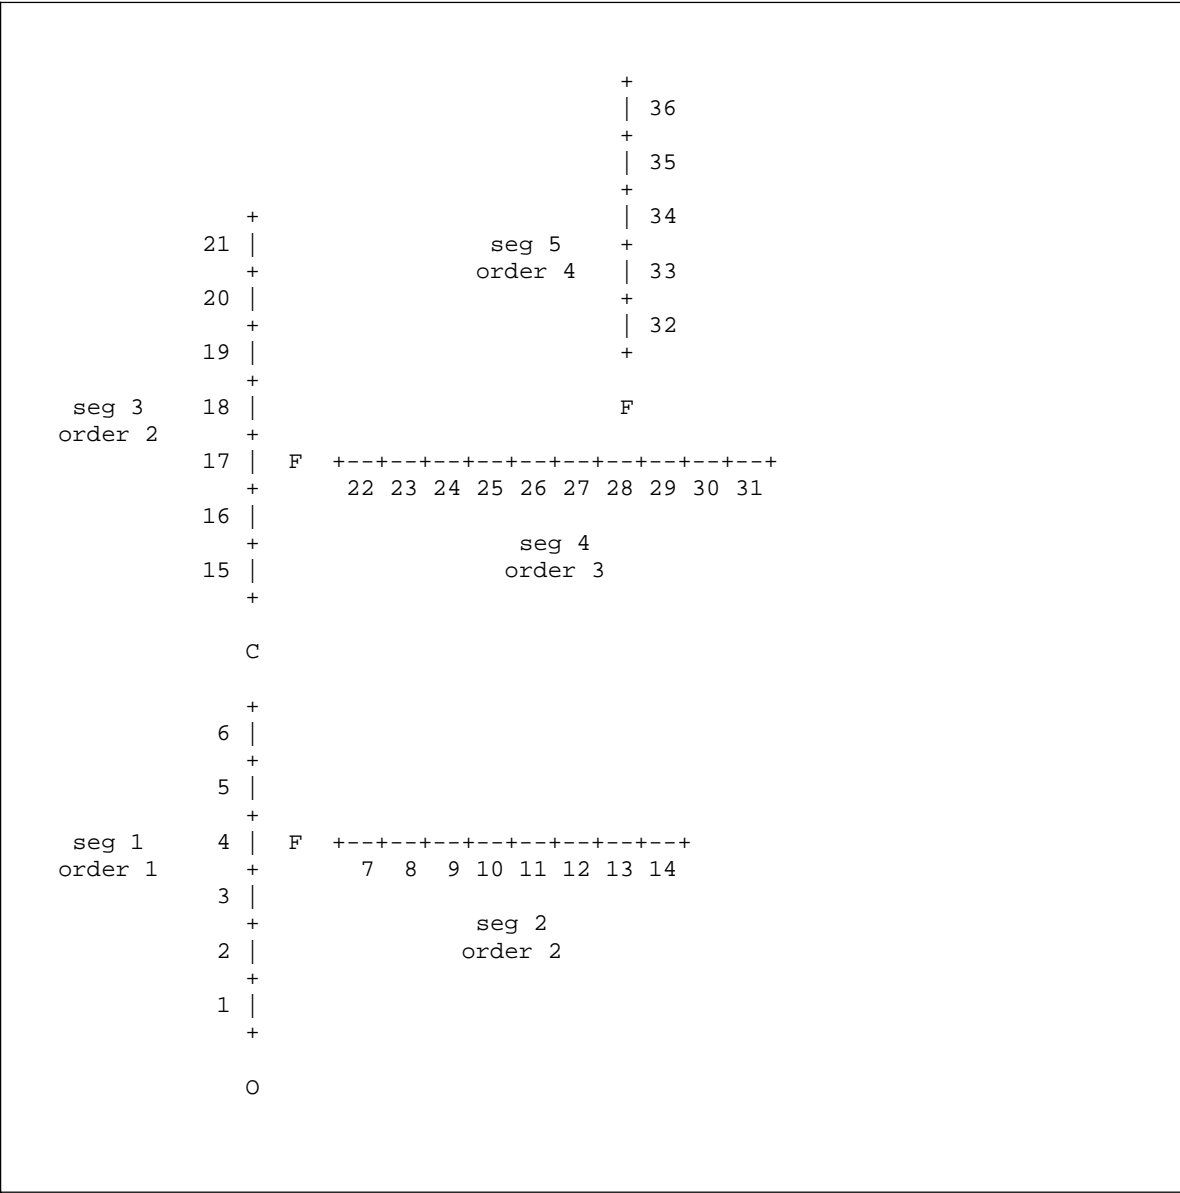 +
| 36
+
| 35
+
+ | 34
21 | seg 5 +
+ order 4 | 33
20 | +
+ | 32
19 | +
+
seg 3 18 | F
order 2 +
17 | F +--+--+--+--+--+--+--+--+--+--+
+ 22 23 24 25 26 27 28 29 30 31
16 |
+ seg 4
15 | order 3
+
C
+
6 |
+
5 |
+
seg 1 4 | F +--+--+--+--+--+--+--+--+
order 1 + 7 8 9 10 11 12 13 14
3 |
+ seg 2
2 | order 2
+
1 |
+
O